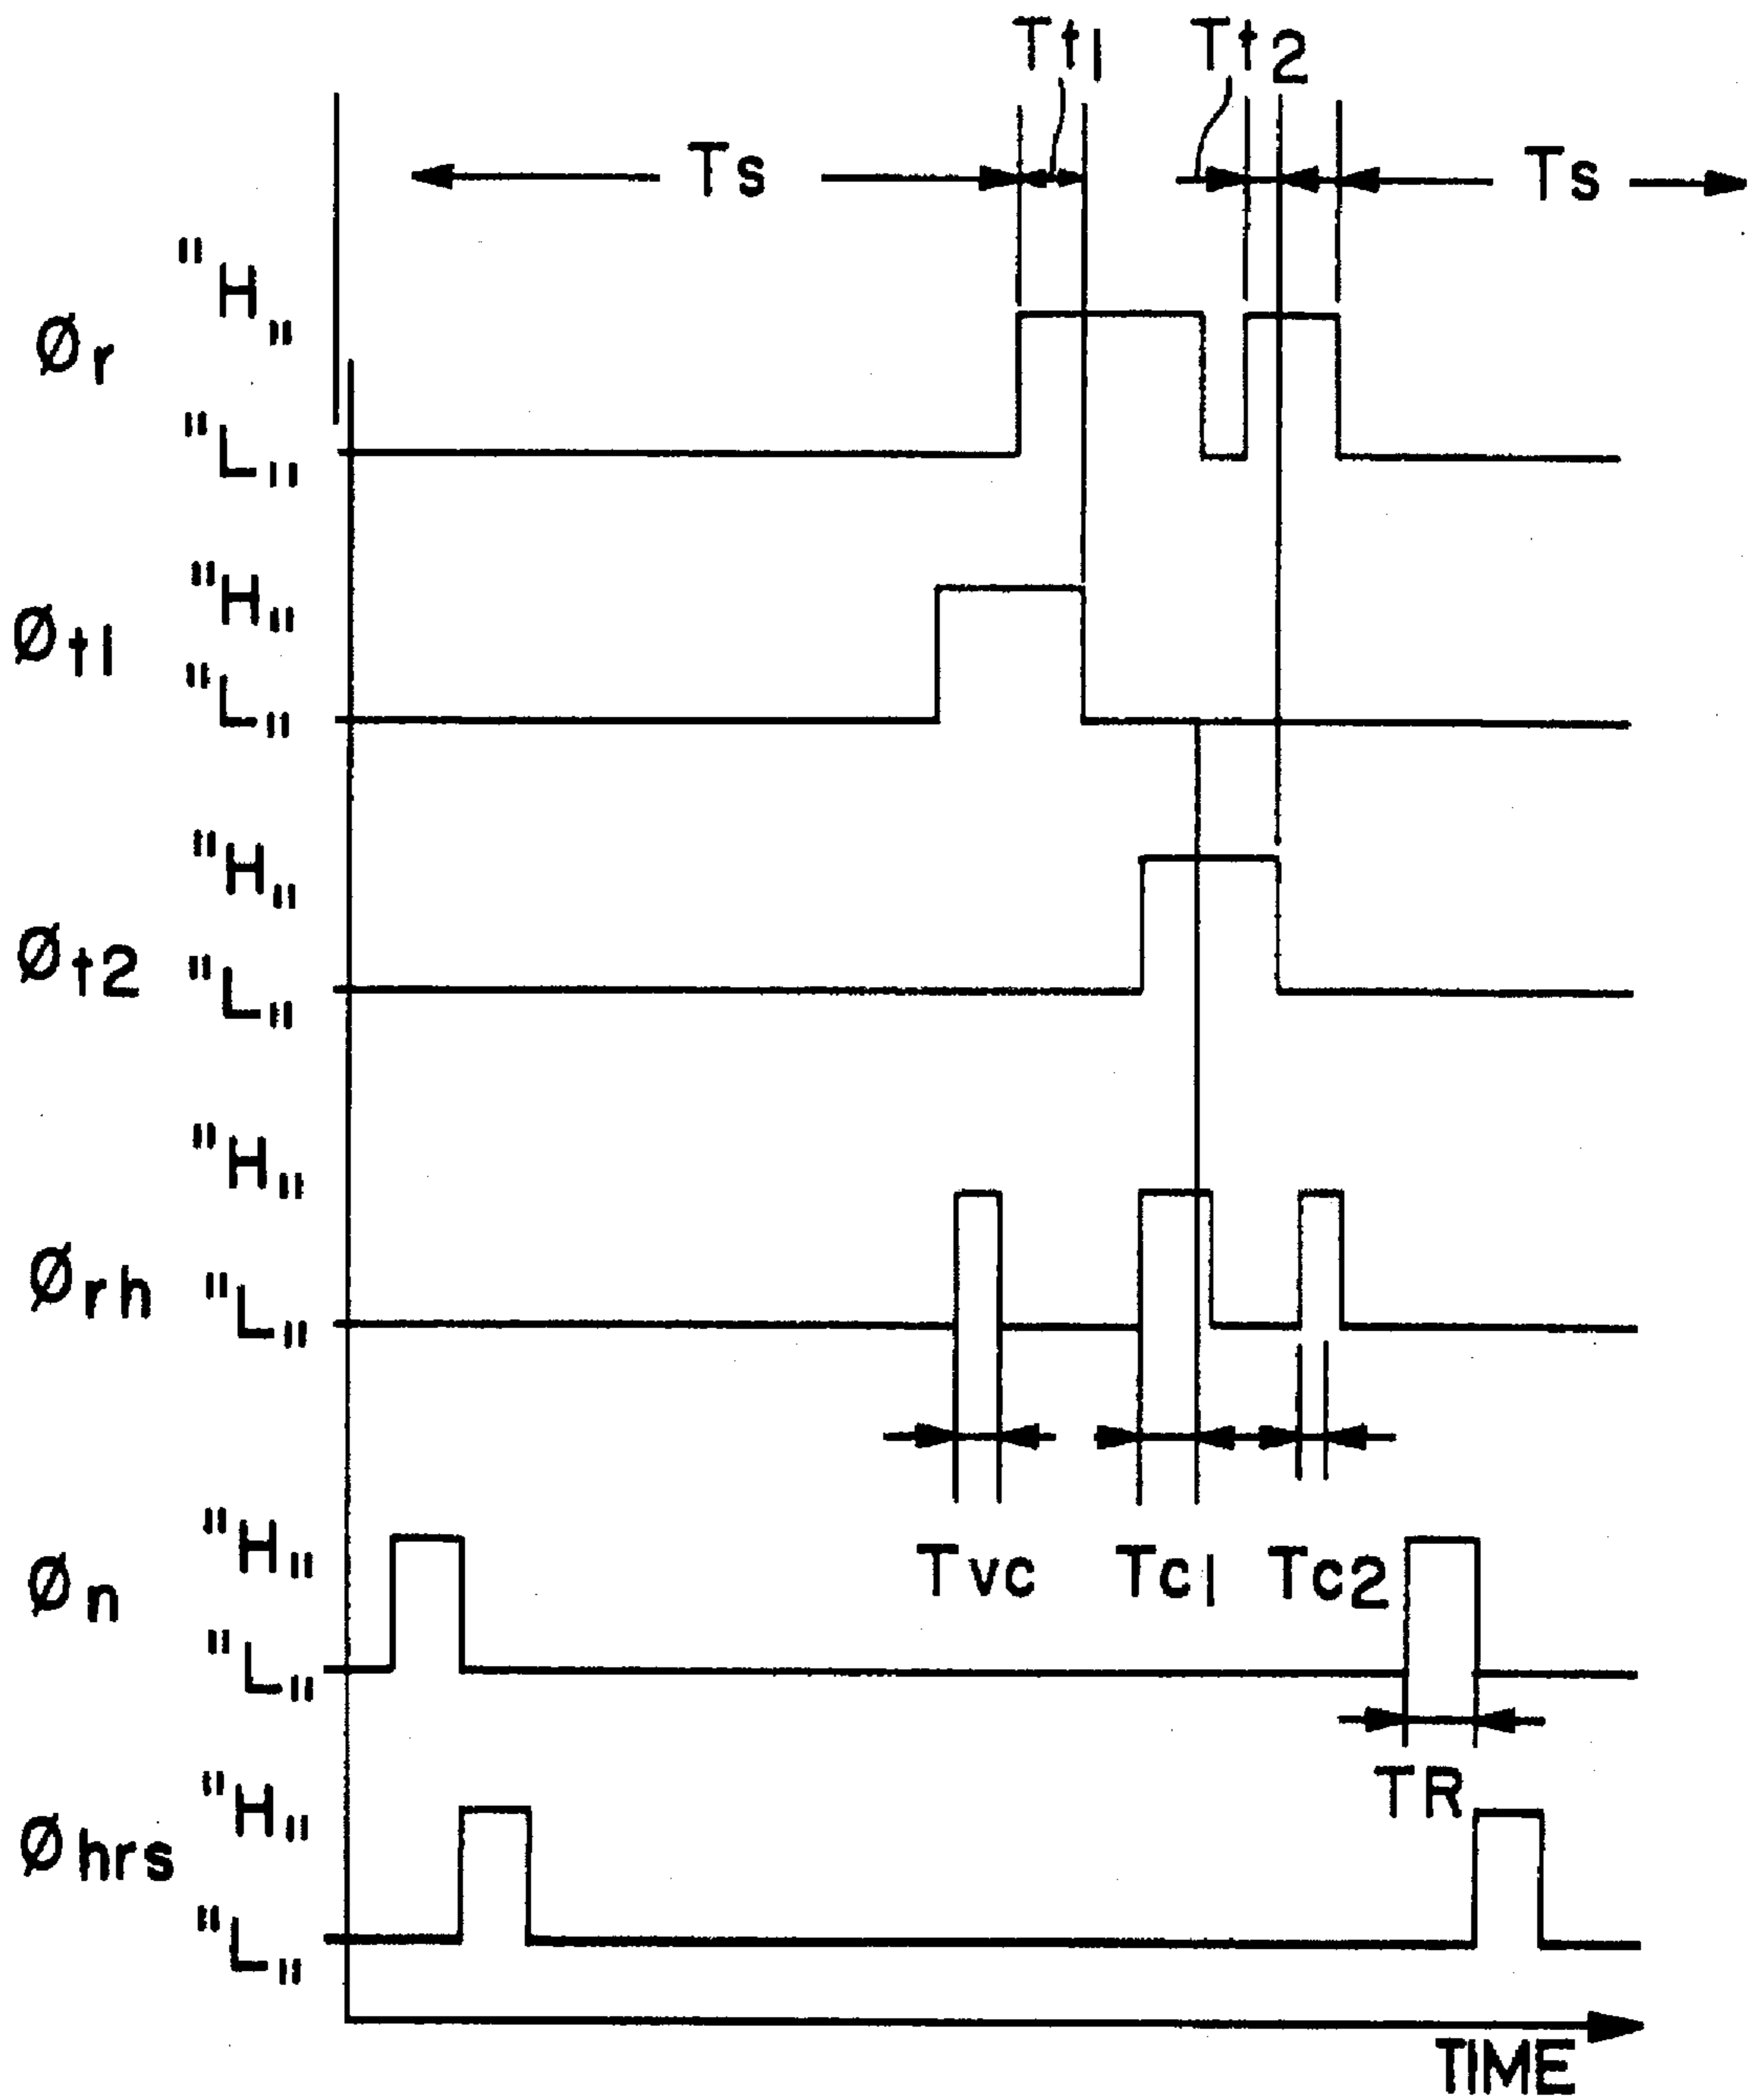 Tt1 Tt2
Ts Ts
Ør "H" "L"
Øt1 "H" "L"
Øt2 "H" "L"
Ørh "H" "L"
Tvc Tc1 Tc2
Øn "H" "L"
TR
Øhrs "H" "L"
TIME